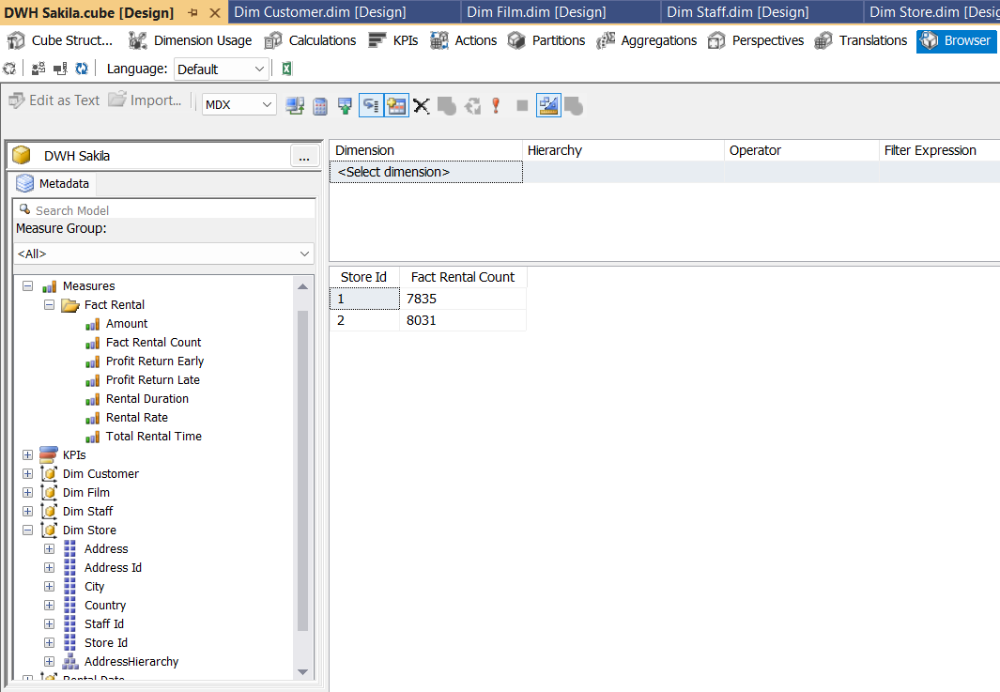 DWH Sakila.cube [Design] Dim Customer.dim [Design] Dim Film.dim [Design] Dim Staff.dim [Design] Dim Store.dim [Desig
Cube Struct... Dimension Usage Calculations KPIs Actions Partitions Aggregations Perspectives Translations Browser
Language: Default
Edit as Text Import... MDX
DWH Sakila ...
Metadata
Search Model
Measure Group:
<All>
Measures
Fact Rental
Amount
Fact Rental Count
Profit Return Early
Profit Return Late
Rental Duration
Rental Rate
Total Rental Time
KPIs
Dim Customer
Dim Film
Dim Staff
Dim Store
Address
Address Id
City
Country
Staff Id
Store Id
AddressHierarchy
Rental Date
Dimension Hierarchy Operator Filter Expression
<Select dimension>
Store Id Fact Rental Count
1 7835
2 8031